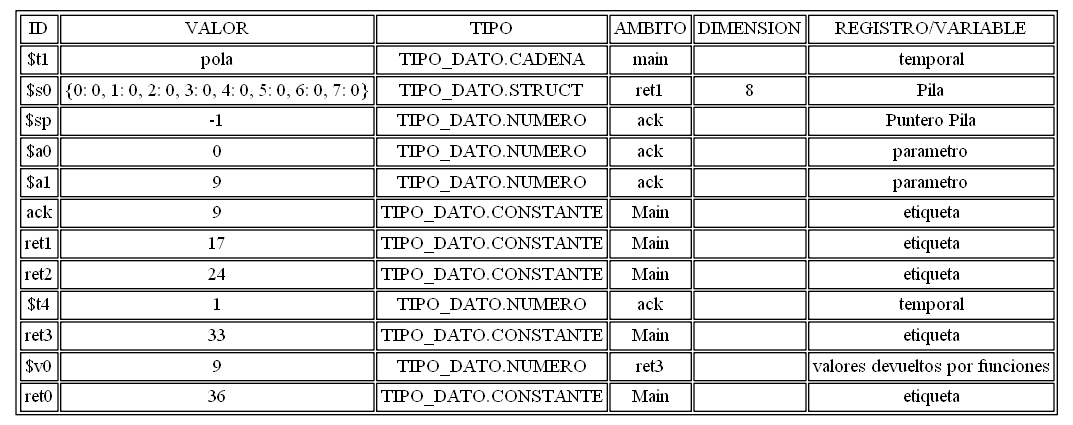 ID VALOR TIPO AMBITO DIMENSION REGISTRO/VARIABLE
$t1 pola TIPO_DATO.CADENA main temporal
$s0 {0: 0, 1: 0, 2: 0, 3: 0, 4: 0, 5: 0, 6: 0, 7: 0} TIPO_DATO.STRUCT ret1 8 Pila
$sp -1 TIPO_DATO.NUMERO ack Puntero Pila
$a0 0 TIPO_DATO.NUMERO ack parametro
$a1 9 TIPO_DATO.NUMERO ack parametro
ack 9 TIPO_DATO.CONSTANTE Main etiqueta
ret1 17 TIPO_DATO.CONSTANTE Main etiqueta
ret2 24 TIPO_DATO.CONSTANTE Main etiqueta
$t4 1 TIPO_DATO.NUMERO ack temporal
ret3 33 TIPO_DATO.CONSTANTE Main etiqueta
$v0 9 TIPO_DATO.NUMERO ret3 valores devueltos por funciones
ret0 36 TIPO_DATO.CONSTANTE Main etiqueta